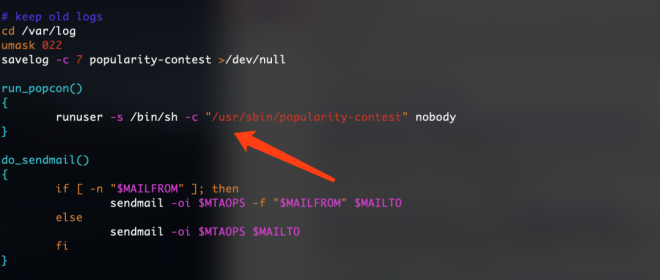 # keep old logs
cd /var/log
umask 022
savelog -c 7 popularity-contest >/dev/null
run_popcon()
{
        runuser -s /bin/sh -c "/usr/sbin/popularity-contest" nobody
}
do_sendmail()
{
        if [ -n "$MAILFROM" ]; then
                sendmail -oi $MTAOPS -f "$MAILFROM" $MAILTO
        else
                sendmail -oi $MTAOPS $MAILTO
        fi
}